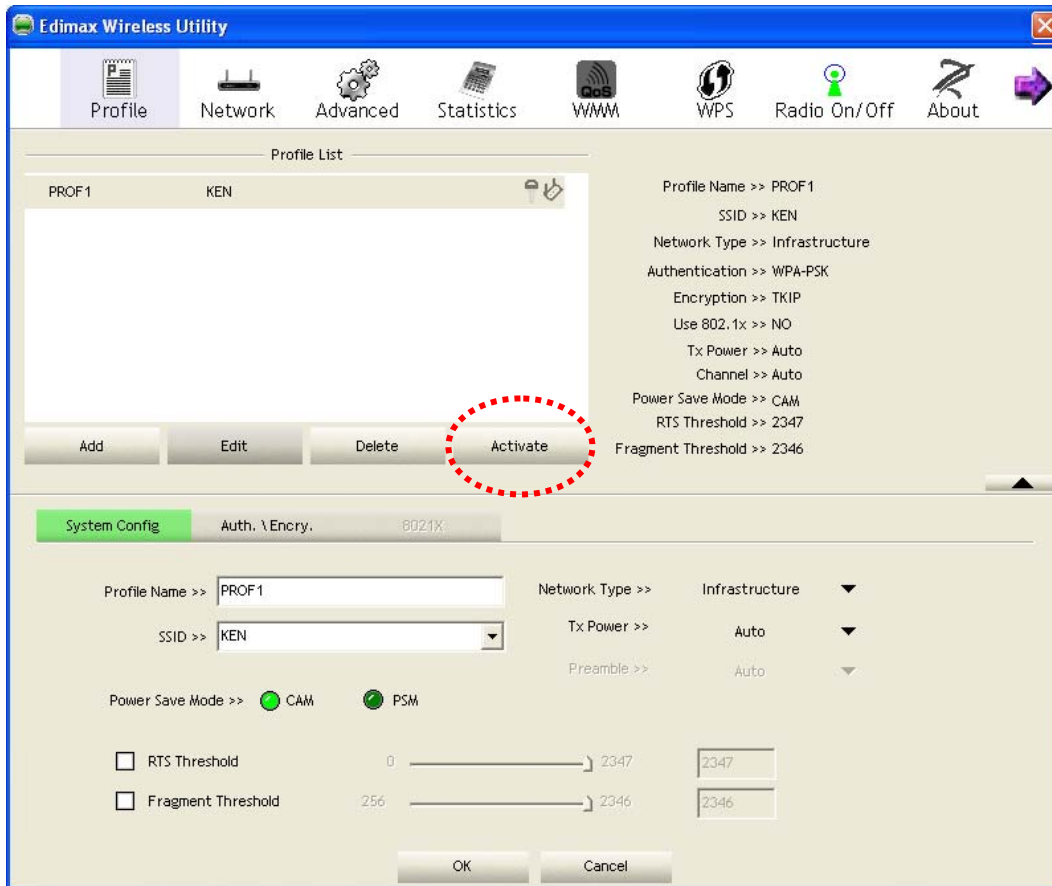 Edimax Wireless Utility
Profile
Network
Advanced
Statistics
QoS
WMM
WPS
Radio On/Off
About
Profile List
PROF1 KEN
Add
Edit
Delete
Activate
Profile Name >> PROF1
SSID >> KEN
Network Type >> Infrastructure
Authentication >> WPA-PSK
Encryption >> TKIP
Use 802.1x >> NO
Tx Power >> Auto
Channel >> Auto
Power Save Mode >> CAM
RTS Threshold >> 2347
Fragment Threshold >> 2346
System Config
Auth. \ Encry.
8021X
Profile Name >> PROF1
SSID >> KEN
Network Type >> Infrastructure
Tx Power >> Auto
Preamble >> Auto
Power Save Mode >> CAM PSM
RTS Threshold 0 2347 2347
Fragment Threshold 256 2346 2346
OK
Cancel